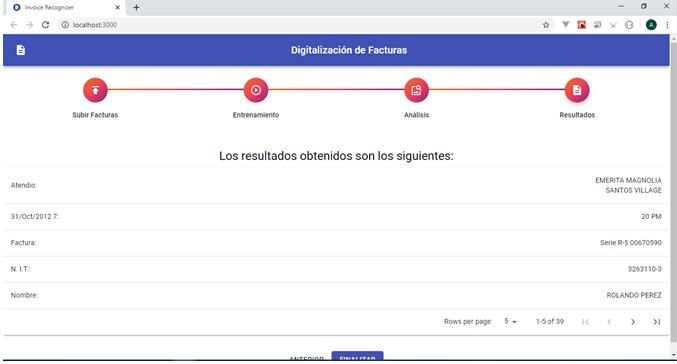 Invoice Recognizer
localhost:3000
A
Digitalización de Facturas
Subir Facturas
Entrenamiento
Análisis
Resultados
Los resultados obtenidos son los siguientes:
Atendio:
EMERITA MAGNOLIA
SANTOS VILLAGE
31/Oct/2012 7:
20 PM
Factura:
Serie R-5 00670590
N. I.T.:
3263110-3
Nombre:
ROLANDO PEREZ
Rows per page: 5 1-5 of 39
ANTERIOR FINALIZAR